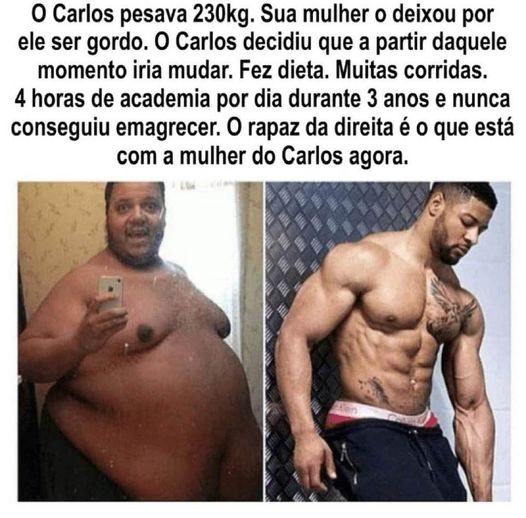 O Carlos pesava 230kg. Sua mulher o deixou por
ele ser gordo. O Carlos decidiu que a partir daquele
momento iria mudar. Fez dieta. Muitas corridas.
4 horas de academia por dia durante 3 anos e nunca
conseguiu emagrecer. O rapaz da direita é o que está
com a mulher do Carlos agora.